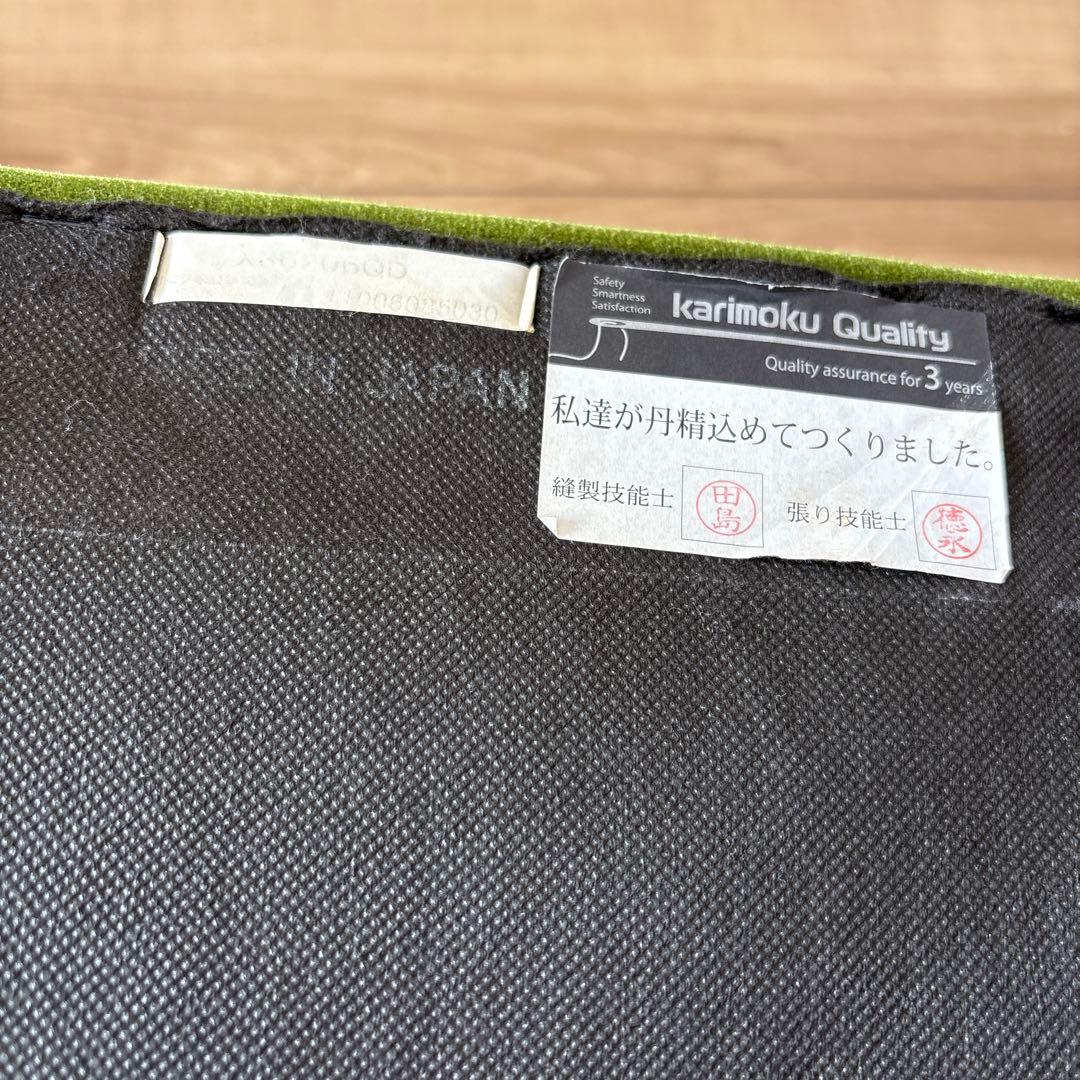 Safety
Smartness
Satisfaction
karimoku Quality
Quality assurance for 3 years
私達が丹精込めてつくりました。
縫製技能士 田島 張り技能士 徳永
IN JAPAN